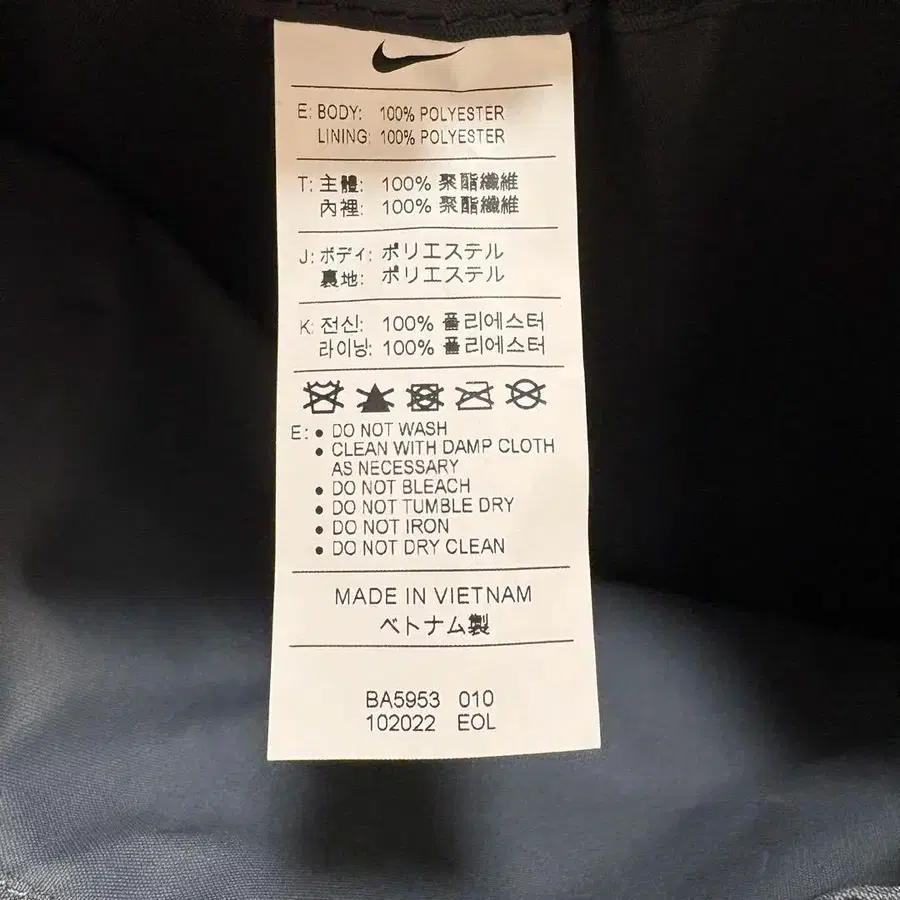 E: BODY: 100% POLYESTER
LINING: 100% POLYESTER
T: 主體: 100% 聚酯纖維
內裡: 100% 聚酯纖維
J: ボディ: ポリエステル
裏地: ポリエステル
K: 전신: 100% 폴리에스터
라이닝: 100% 폴리에스터
E: • DO NOT WASH
• CLEAN WITH DAMP CLOTH
AS NECESSARY
• DO NOT BLEACH
• DO NOT TUMBLE DRY
• DO NOT IRON
• DO NOT DRY CLEAN
MADE IN VIETNAM
ベトナム製
BA5953 010
102022 EOL